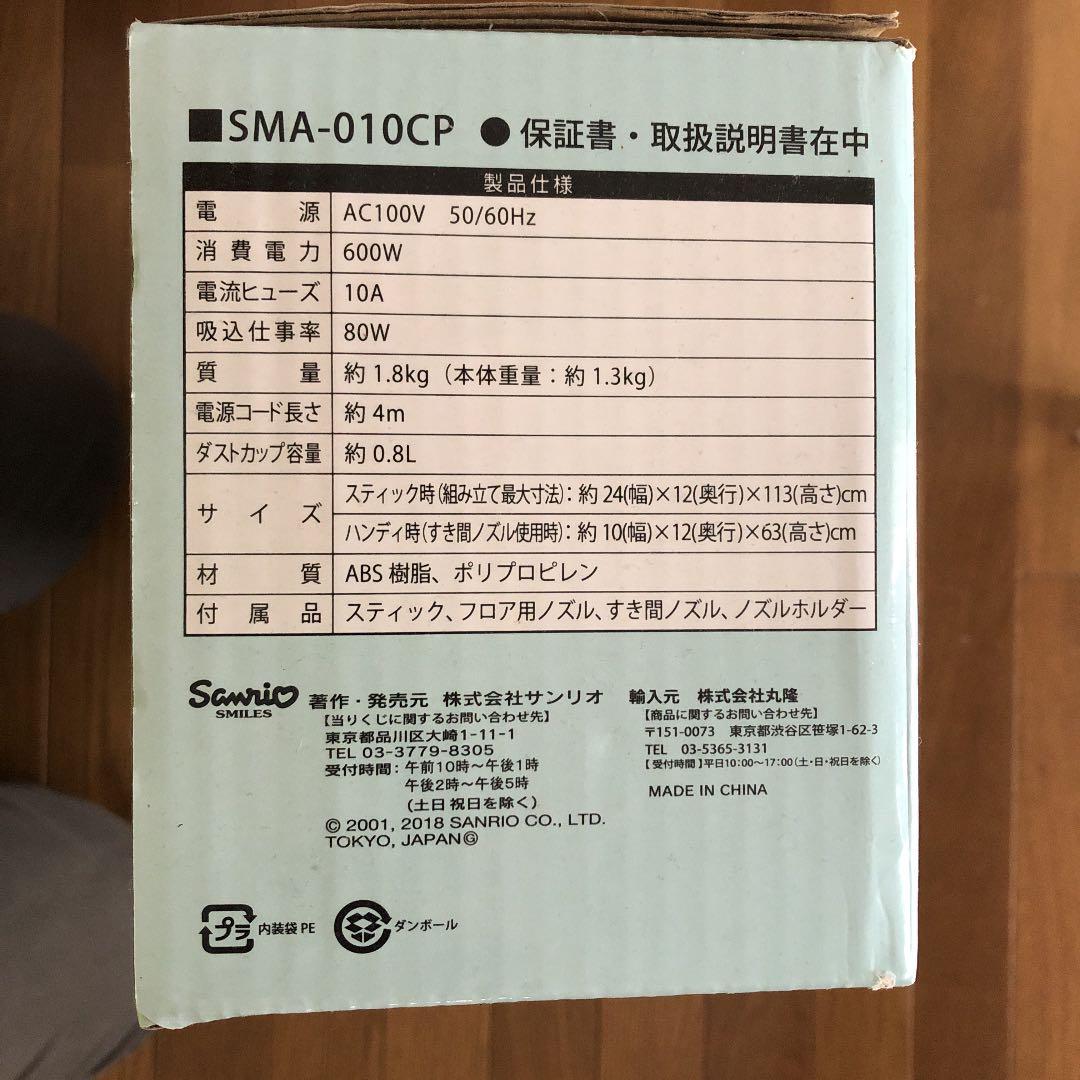 ■SMA-010CP ●保証書・取扱説明書在中
製品仕様
電源 AC100V 50/60Hz
消費電力 600W
電流ヒューズ 10A
吸込仕事率 80W
質量 約1.8kg（本体重量：約1.3kg）
電源コード長さ 約4m
ダストカップ容量 約0.8L
サイズ スティック時(組み立て最大寸法)：約24(幅)×12(奥行)×113(高さ)cm
ハンディ時(すき間ノズル使用時)：約10(幅)×12(奥行)×63(高さ)cm
材質 ABS樹脂、ポリプロピレン
付属品 スティック、フロア用ノズル、すき間ノズル、ノズルホルダー
Sanrio
SMILES
著作・発売元 株式会社サンリオ
【当りくじに関するお問い合わせ先】
東京都品川区大崎1-11-1
TEL 03-3779-8305
受付時間：午前10時～午後1時
午後2時～午後5時
(土日祝日を除く)
© 2001, 2018 SANRIO CO., LTD.
TOKYO, JAPAN Ⓖ
輸入元 株式会社丸隆
【商品に関するお問い合わせ先】
〒151-0073 東京都渋谷区笹塚1-62-3
TEL 03-5365-3131
【受付時間】平日10:00～17:00(土・日・祝日を除く)
MADE IN CHINA
プラ 内装袋 PE
ダンボール